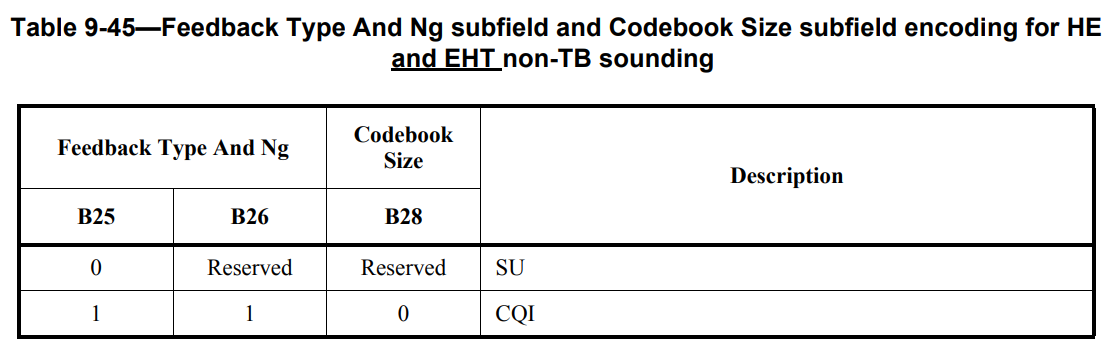 Table 9-45—Feedback Type And Ng subfield and Codebook Size subfield encoding for HE
and EHT non-TB sounding
Feedback Type And Ng
Codebook
Size
Description
B25
B26
B28
0
Reserved
Reserved
SU
1
1
0
CQI